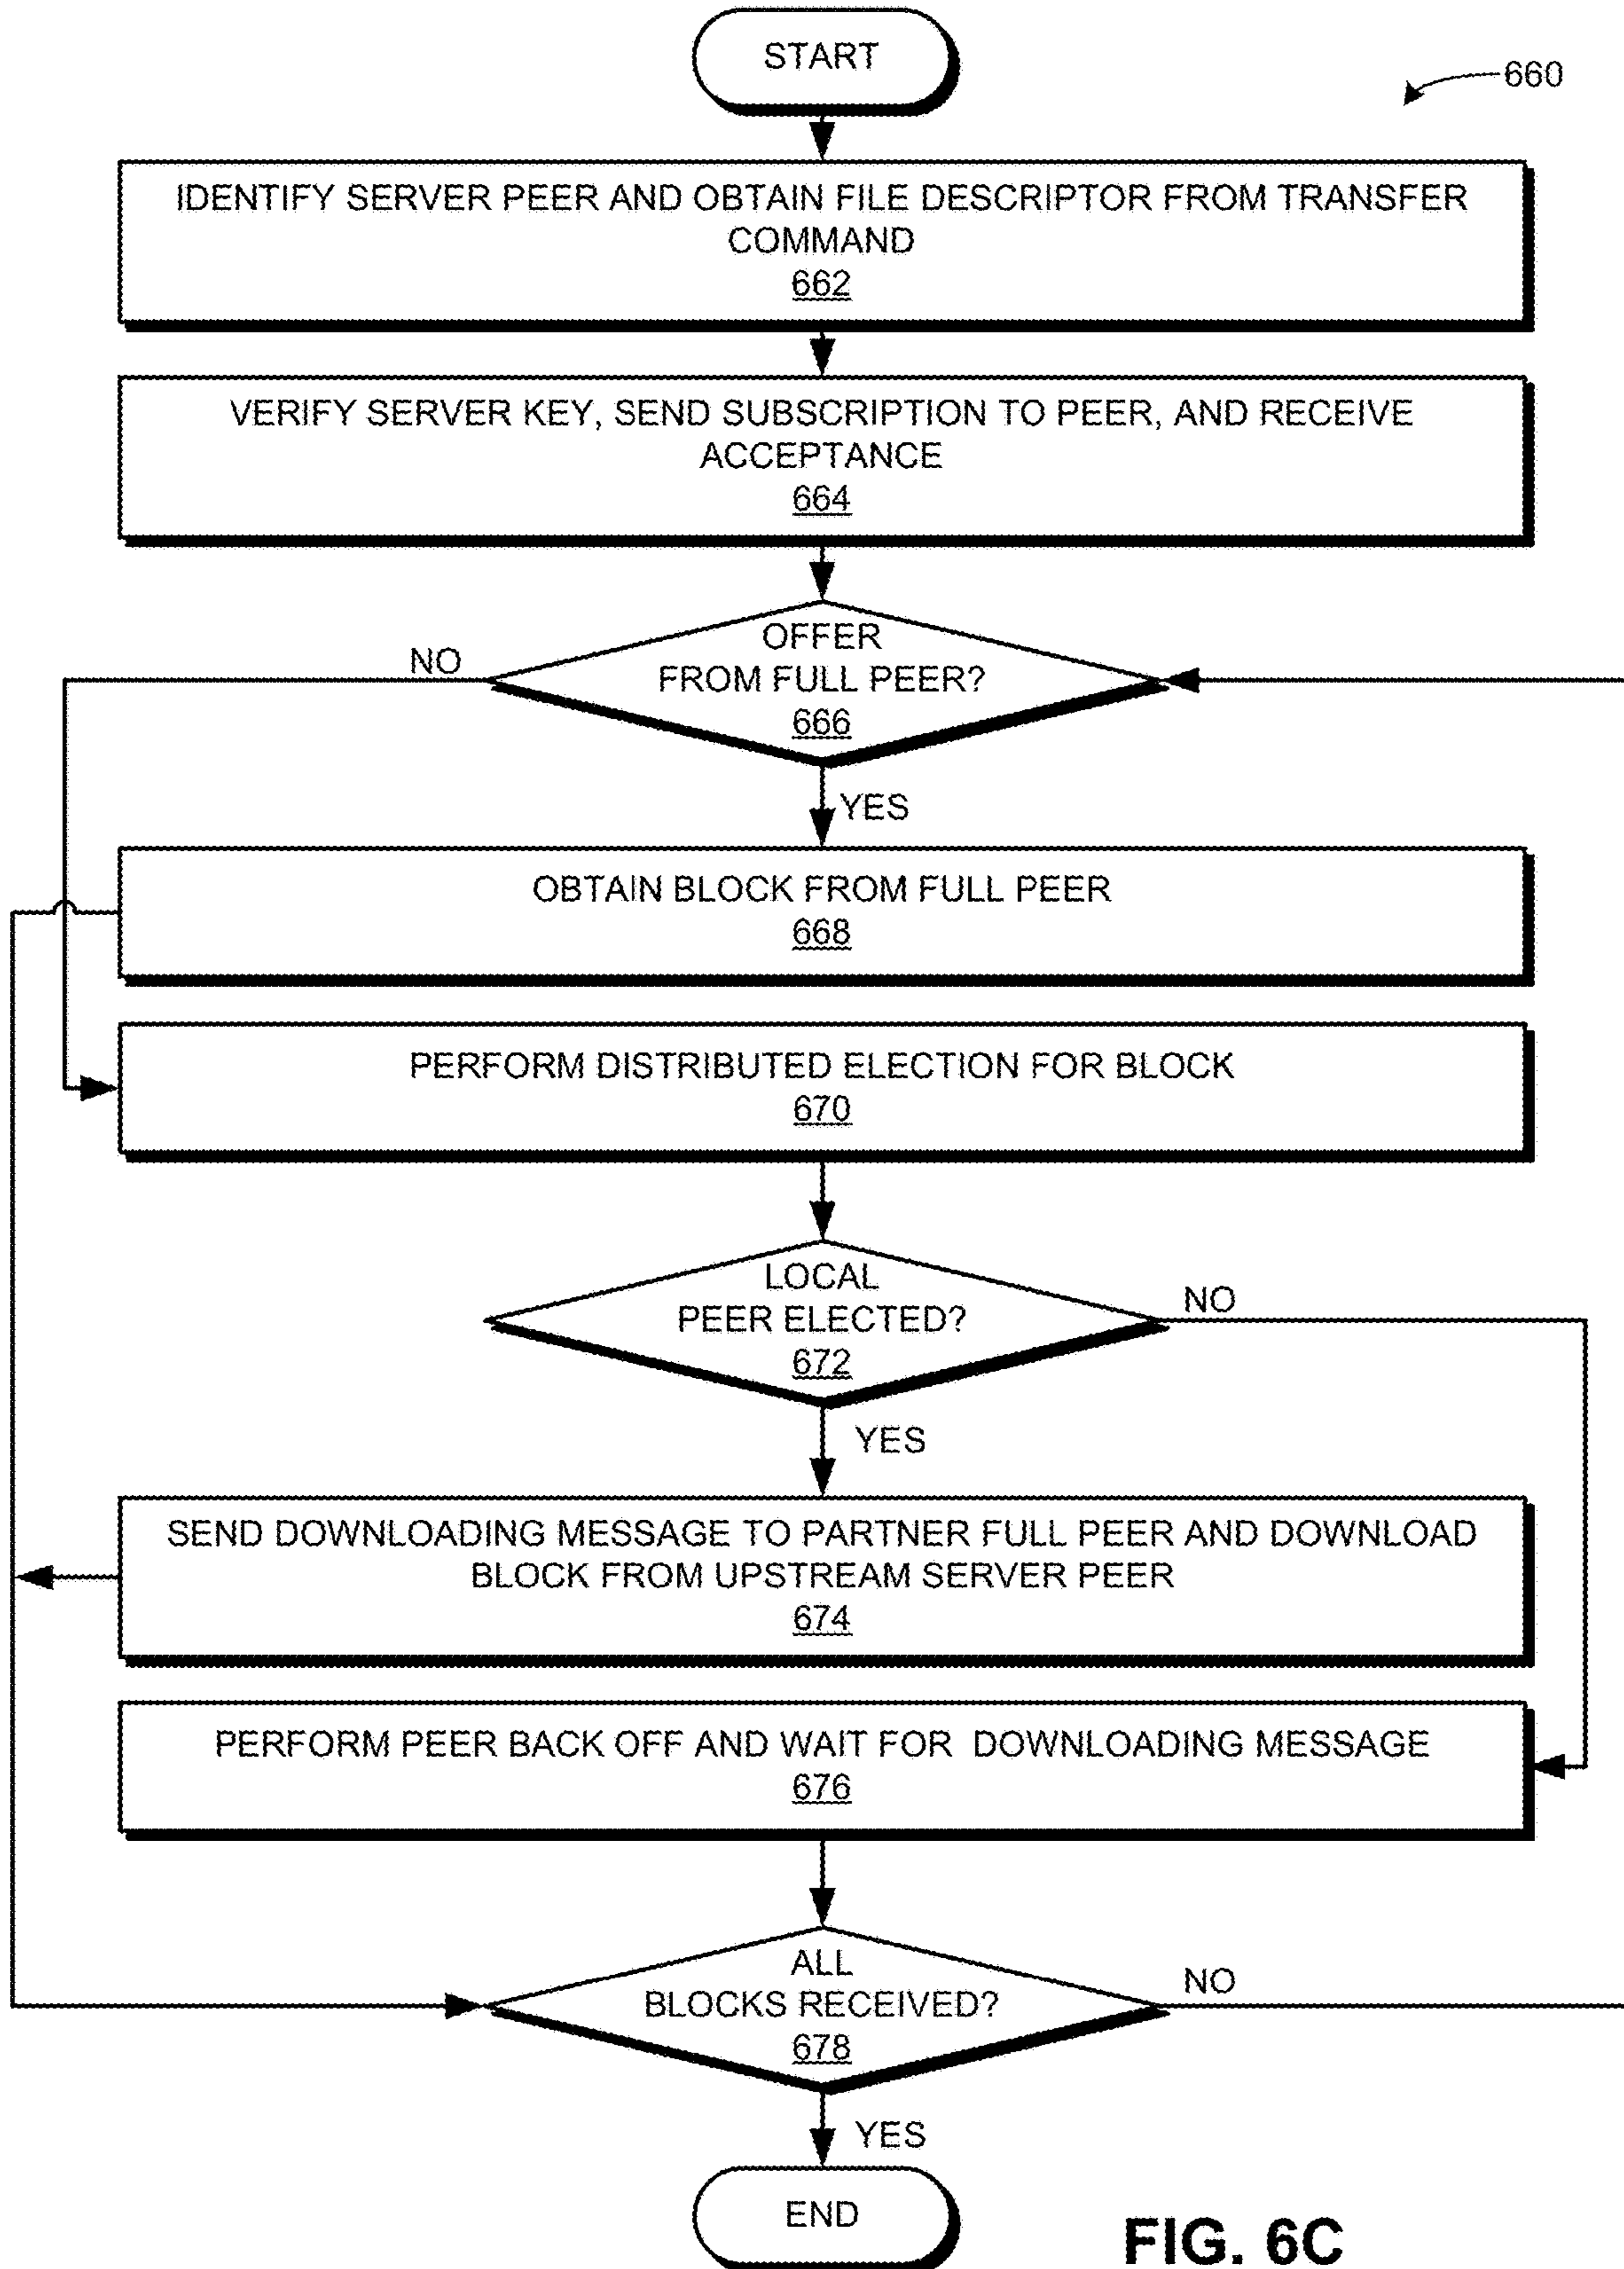 START
660
IDENTIFY SERVER PEER AND OBTAIN FILE DESCRIPTOR FROM TRANSFER
COMMAND
662
VERIFY SERVER KEY, SEND SUBSCRIPTION TO PEER, AND RECEIVE
ACCEPTANCE
664
OFFER
FROM FULL PEER?
666
NO
YES
OBTAIN BLOCK FROM FULL PEER
668
PERFORM DISTRIBUTED ELECTION FOR BLOCK
670
LOCAL
PEER ELECTED?
672
NO
YES
SEND DOWNLOADING MESSAGE TO PARTNER FULL PEER AND DOWNLOAD
BLOCK FROM UPSTREAM SERVER PEER
674
PERFORM PEER BACK OFF AND WAIT FOR DOWNLOADING MESSAGE
676
ALL
BLOCKS RECEIVED?
678
NO
YES
END
FIG. 6C